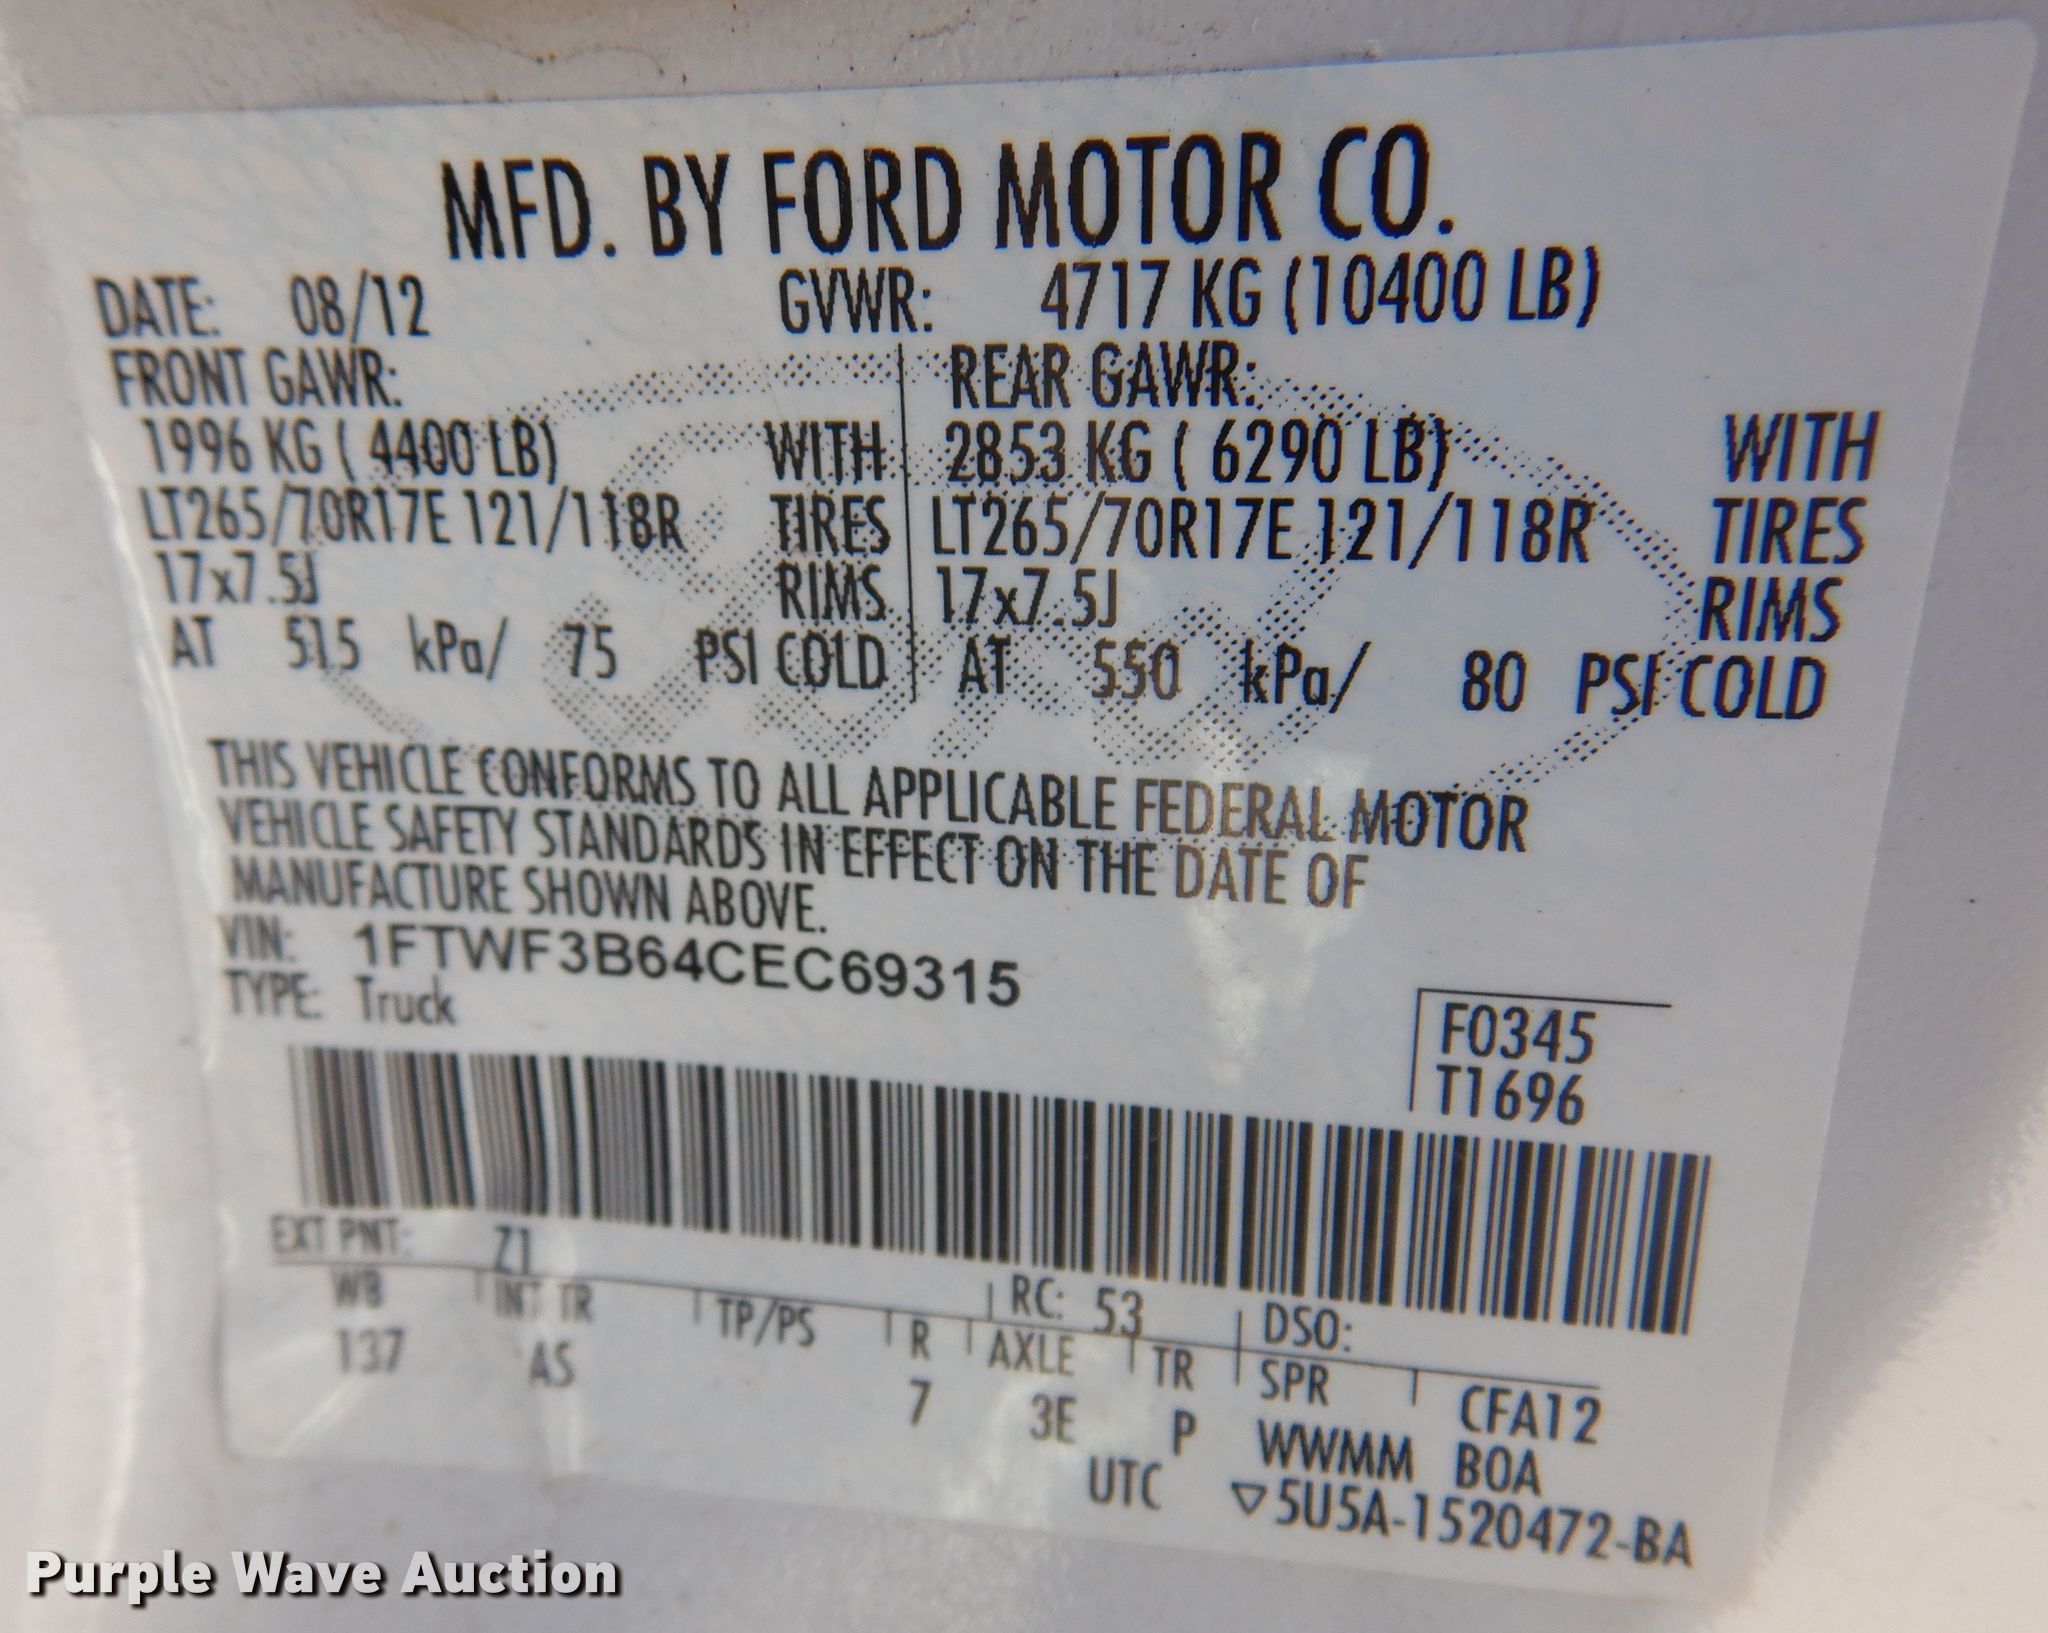 MFD. BY FORD MOTOR CO.
DATE: 08/12 GVWR: 4717 KG (10400 LB)
FRONT GAWR: REAR GAWR:
1996 KG ( 4400 LB) WITH 2853 KG ( 6290 LB) WITH
LT265/70R17E 121/118R TIRES LT265/70R17E 121/118R TIRES
17x7.5J RIMS 17x7.5J RIMS
AT 515 kPa/ 75 PSI COLD AT 550 kPa/ 80 PSI COLD
THIS VEHICLE CONFORMS TO ALL APPLICABLE FEDERAL MOTOR
VEHICLE SAFETY STANDARDS IN EFFECT ON THE DATE OF
MANUFACTURE SHOWN ABOVE.
VIN: 1FTWF3B64CEC69315
TYPE: Truck
F0345
T1696
EXT PNT: Z1 RC: 53 DSO:
WB INT TR TP/PS R AXLE TR SPR CFA12
137 AS 7 3E P WWMM BOA
UTC ▽5U5A-1520472-BA
Purple Wave Auction